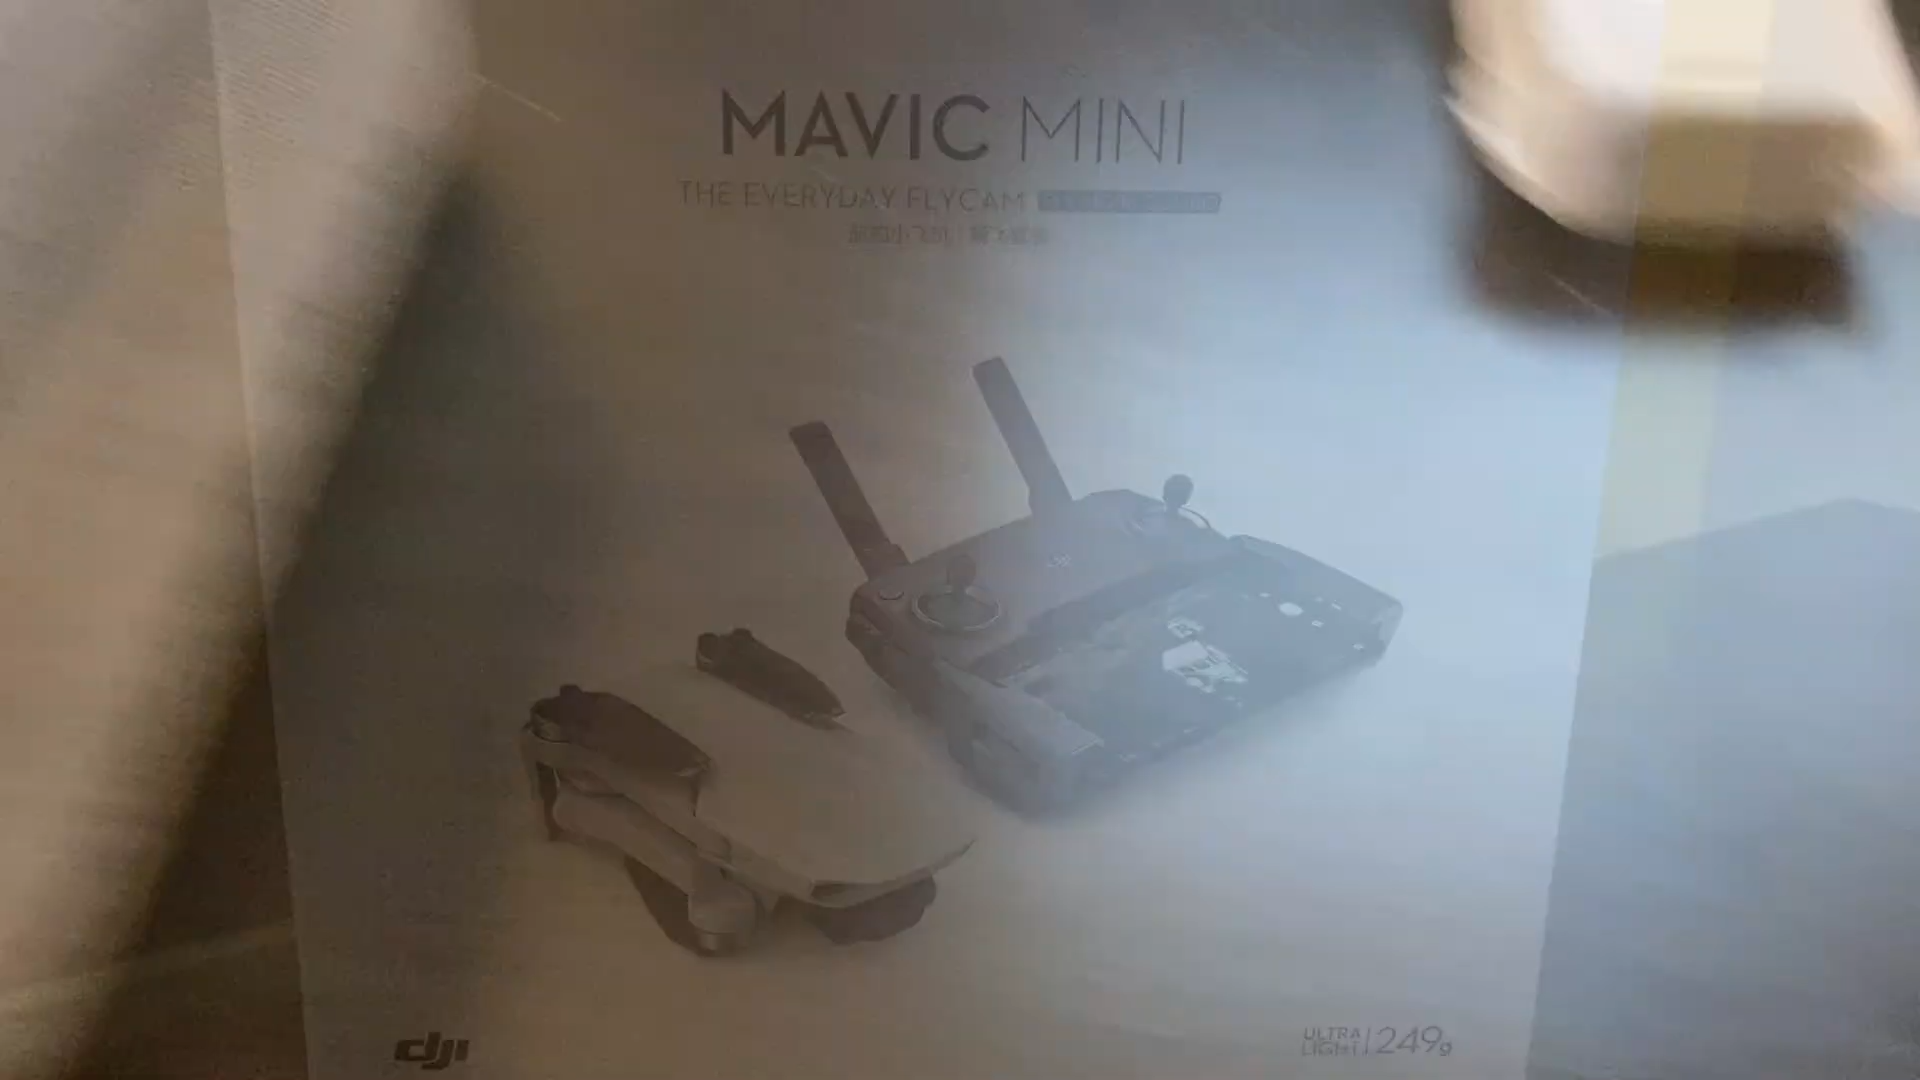 MAVIC MINI
THE EVERYDAY FLYCAM
dji
ULTRA
LIGHT | 249g